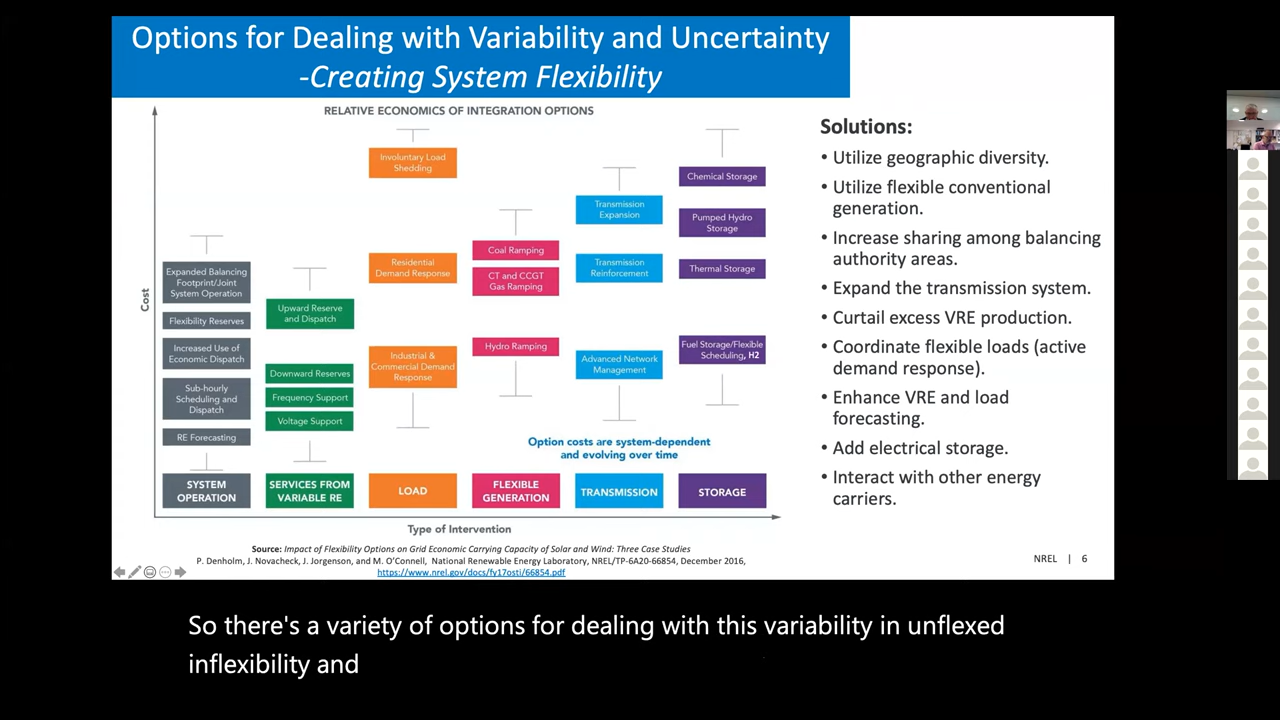 Options for Dealing with Variability and Uncertainty
-Creating System Flexibility
RELATIVE ECONOMICS OF INTEGRATION OPTIONS
Cost
Expanded Balancing
Footprint/Joint
System Operation
Flexibility Reserves
Increased Use of
Economic Dispatch
Sub-hourly
Scheduling and
Dispatch
RE Forecasting
SYSTEM
OPERATION
Upward Reserve
and Dispatch
Downward Reserves
Frequency Support
Voltage Support
SERVICES FROM
VARIABLE RE
Involuntary Load
Shedding
Residential
Demand Response
Industrial &
Commercial Demand
Response
LOAD
Coal Ramping
CT and CCGT
Gas Ramping
Hydro Ramping
FLEXIBLE
GENERATION
Transmission
Expansion
Transmission
Reinforcement
Advanced Network
Management
TRANSMISSION
Chemical Storage
Pumped Hydro
Storage
Thermal Storage
Fuel Storage/Flexible
Scheduling, H2
STORAGE
Option costs are system-dependent
and evolving over time
Type of Intervention
Solutions:
• Utilize geographic diversity.
• Utilize flexible conventional
generation.
• Increase sharing among balancing
authority areas.
• Expand the transmission system.
• Curtail excess VRE production.
• Coordinate flexible loads (active
demand response).
• Enhance VRE and load
forecasting.
• Add electrical storage.
• Interact with other energy
carriers.
Source: Impact of Flexibility Options on Grid Economic Carrying Capacity of Solar and Wind: Three Case Studies
P. Denholm, J. Novacheck, J. Jorgenson, and M. O'Connell, National Renewable Energy Laboratory, NREL/TP-6A20-66854, December 2016,
https://www.nrel.gov/docs/fy17osti/66854.pdf
NREL | 6
So there's a variety of options for dealing with this variability in unflexed
inflexibility and